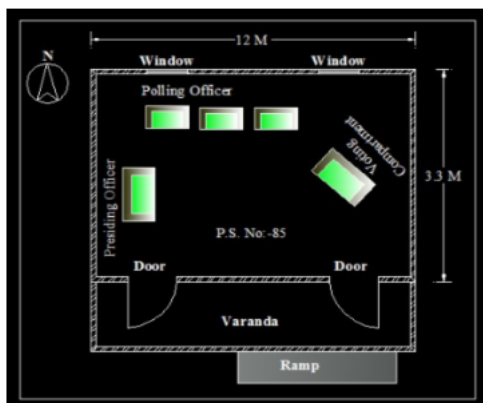 12 M
N
Window
Window
Polling Officer
Voting
Compartment
3.3 M
Presiding Officer
P.S. No:-85
Door
Door
Varanda
Ramp